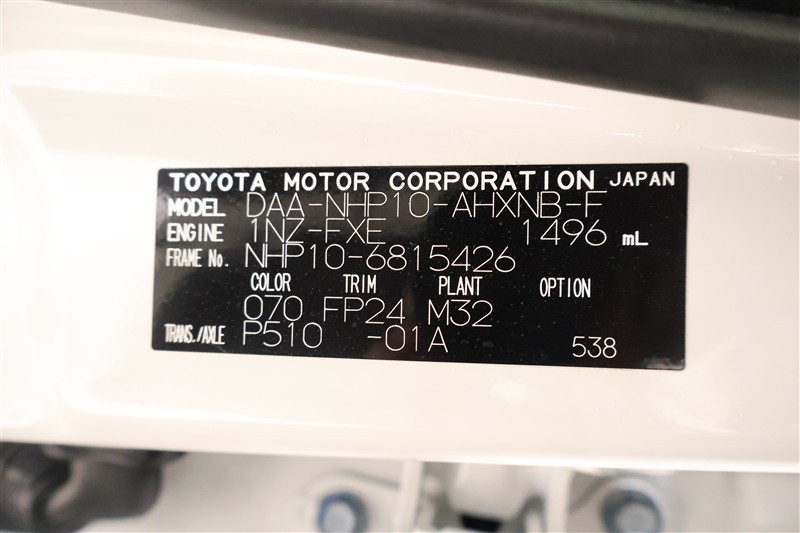 TOYOTA MOTOR CORPORATION JAPAN
MODEL DAA-NHP10-AHXNB-F
ENGINE 1NZ-FXE 1496 mL
FRAME No. NHP10-6815426
COLOR TRIM PLANT OPTION
070 FP24 M32
TRANS./AXLE P510 -01A 538